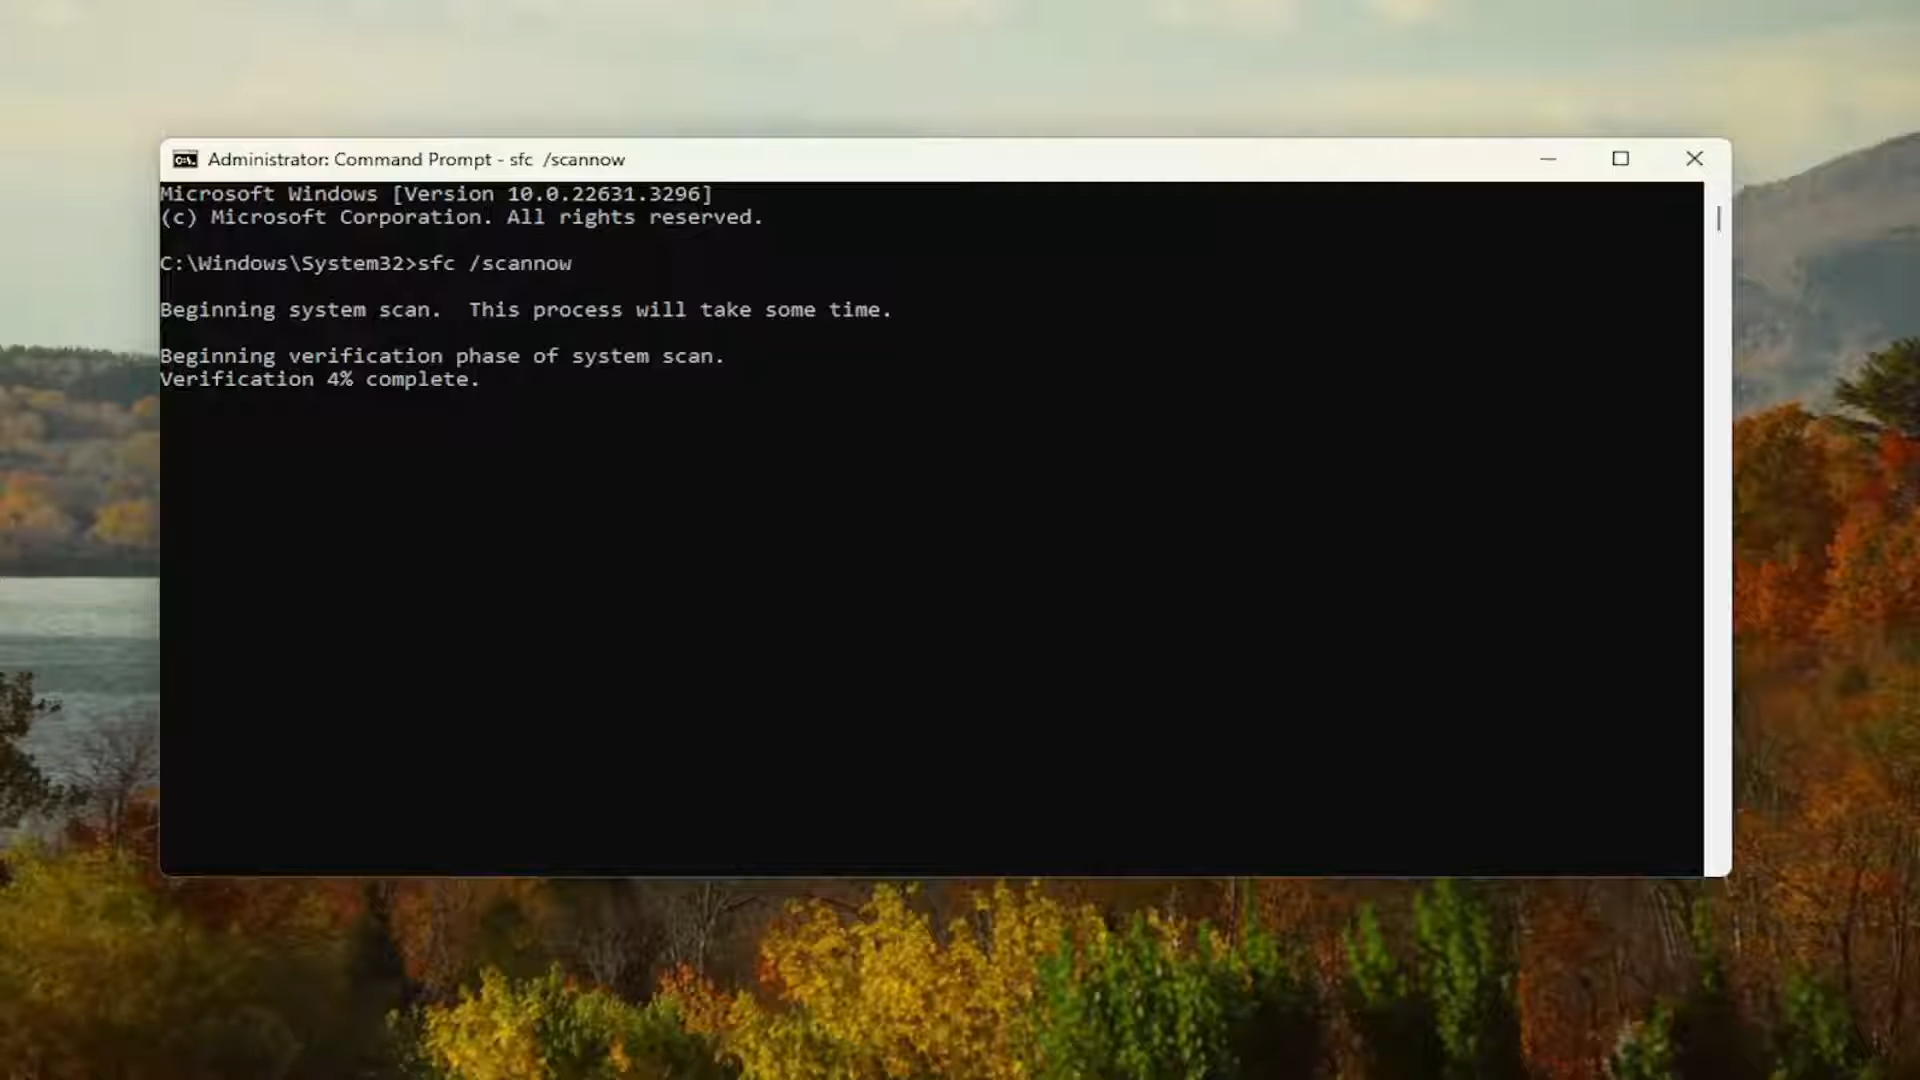 Administrator: Command Prompt - sfc  /scannow
Microsoft Windows [Version 10.0.22631.3296]
(c) Microsoft Corporation. All rights reserved.
C:\Windows\System32>sfc /scannow
Beginning system scan.  This process will take some time.
Beginning verification phase of system scan.
Verification 4% complete.